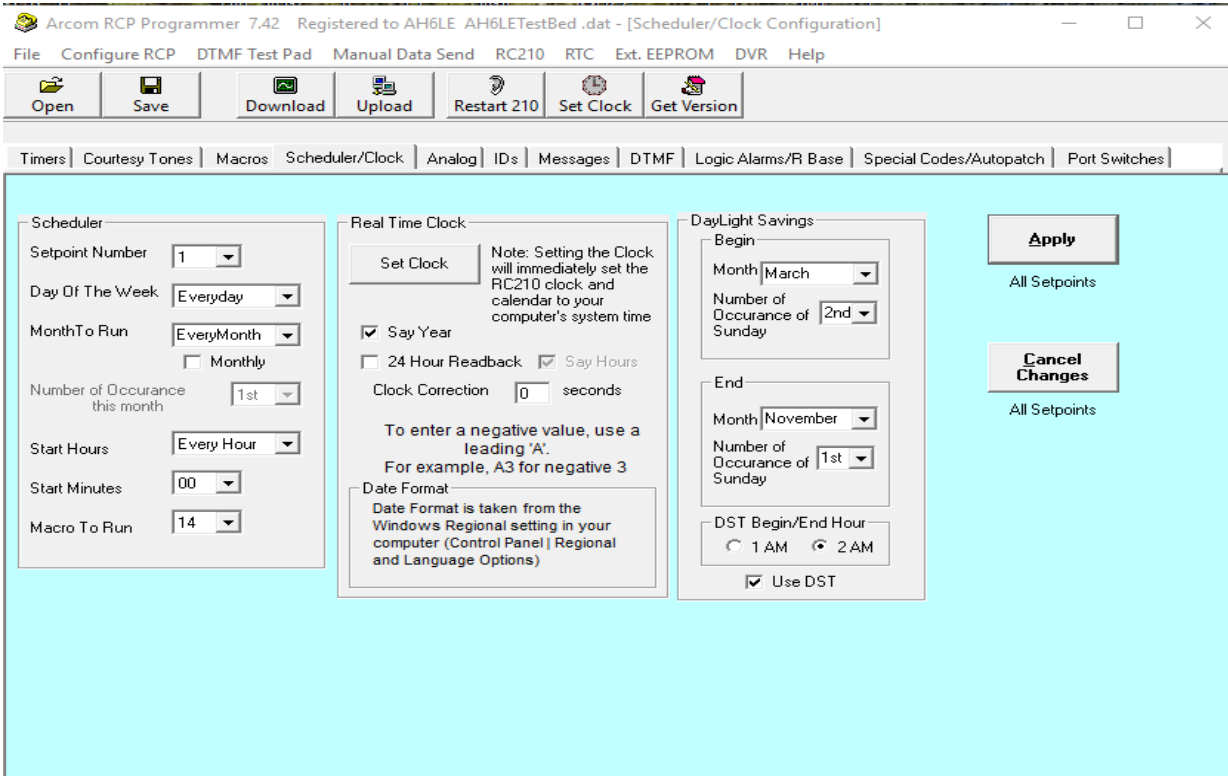 Arcom RCP Programmer 7.42 Registered to AH6LE AH6LETestBed .dat - [Scheduler/Clock Configuration]
File Configure RCP DTMF Test Pad Manual Data Send RC210 RTC Ext. EEPROM DVR Help
Open Save Download Upload Restart 210 Set Clock Get Version
Timers Courtesy Tones Macros Scheduler/Clock Analog IDs Messages DTMF Logic Alarms/R Base Special Codes/Autopatch Port Switches
Scheduler
Setpoint Number 1
Day Of The Week Everyday
MonthTo Run EveryMonth
Monthly
Number of Occurance 1st
this month
Start Hours Every Hour
Start Minutes 00
Macro To Run 14
Real Time Clock
Set Clock
Note: Setting the Clock
will immediately set the
RC210 clock and
calendar to your
computer's system time
Say Year
24 Hour Readback Say Hours
Clock Correction 0 seconds
To enter a negative value, use a
leading 'A'.
For example, A3 for negative 3
Date Format
Date Format is taken from the
Windows Regional setting in your
computer (Control Panel | Regional
and Language Options)
DayLight Savings
Begin
Month March
Number of
Occurance of 2nd
Sunday
End
Month November
Number of
Occurance of 1st
Sunday
DST Begin/End Hour
1 AM 2 AM
Use DST
Apply
All Setpoints
Cancel
Changes
All Setpoints